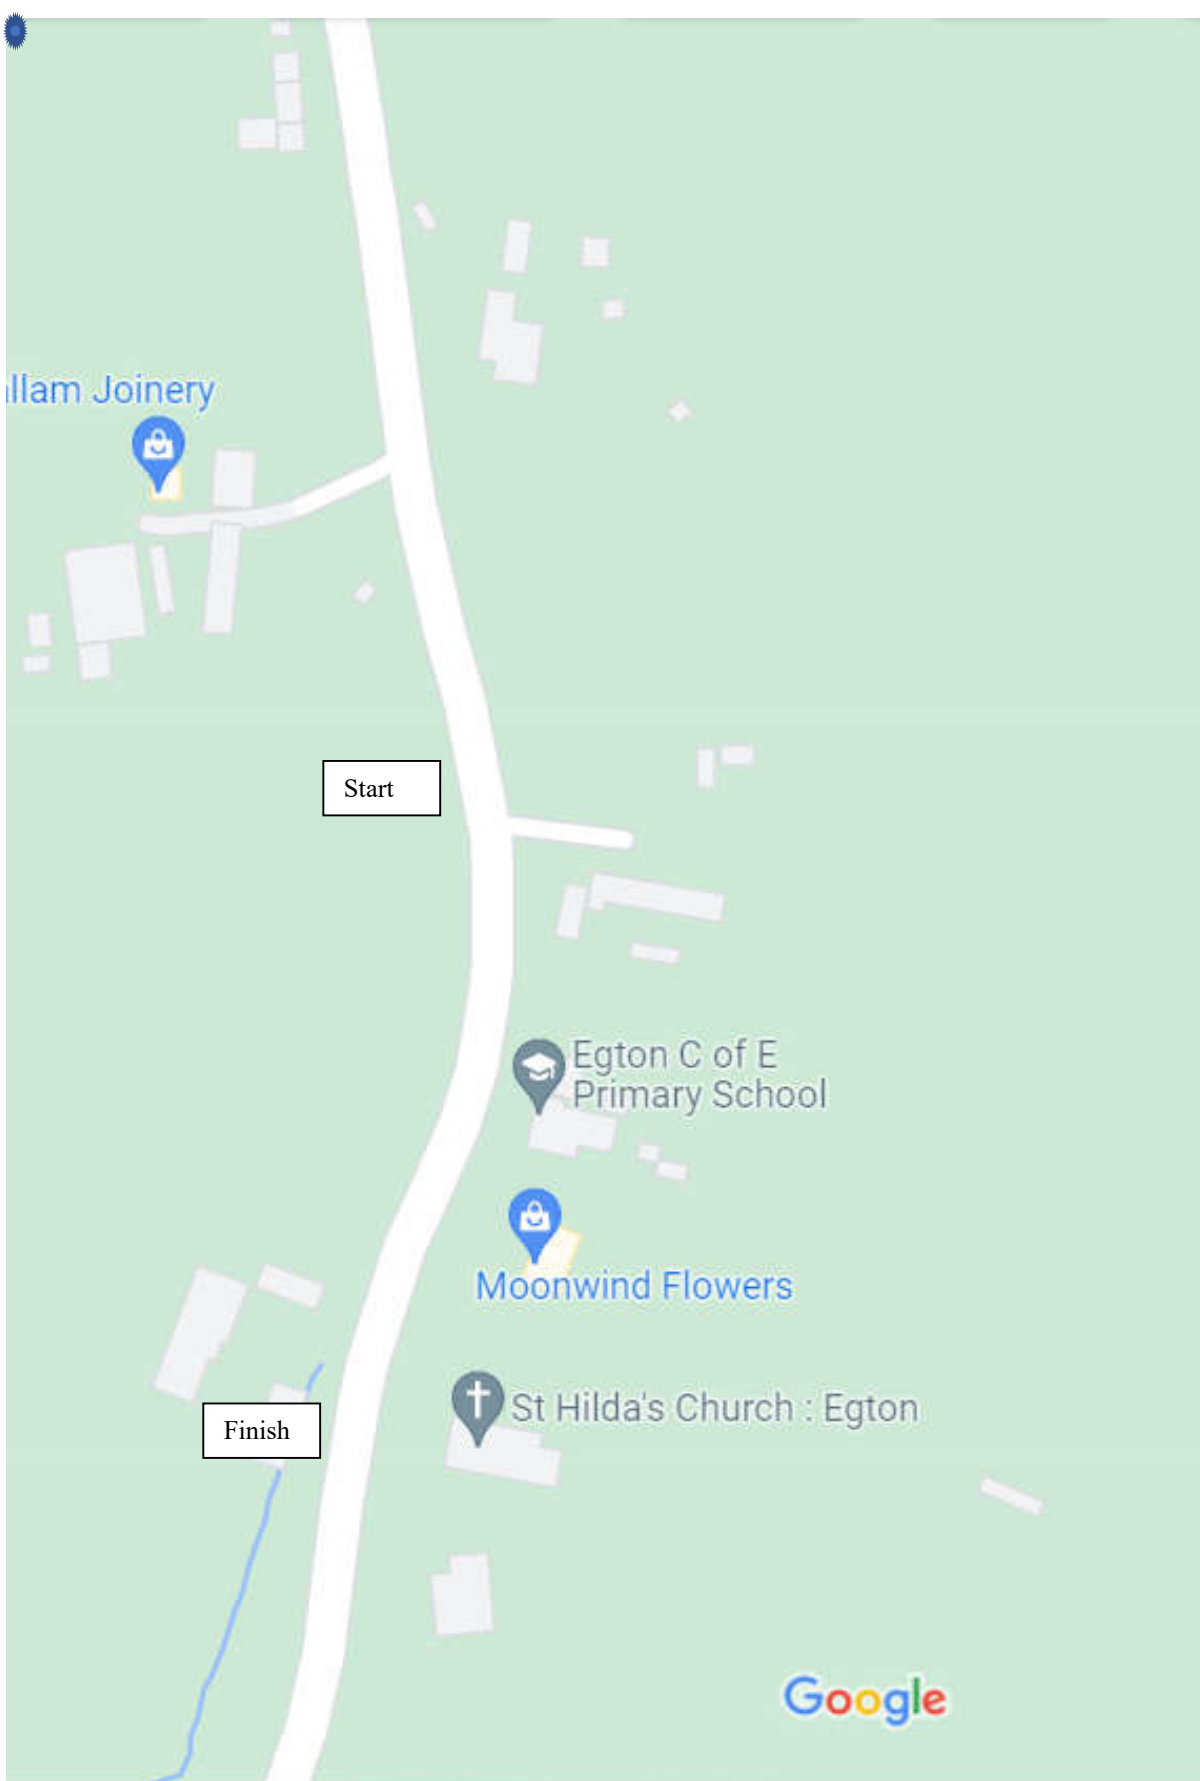 llam Joinery
Start
Egton C of E
Primary School
Moonwind Flowers
St Hilda's Church : Egton
Finish
Google